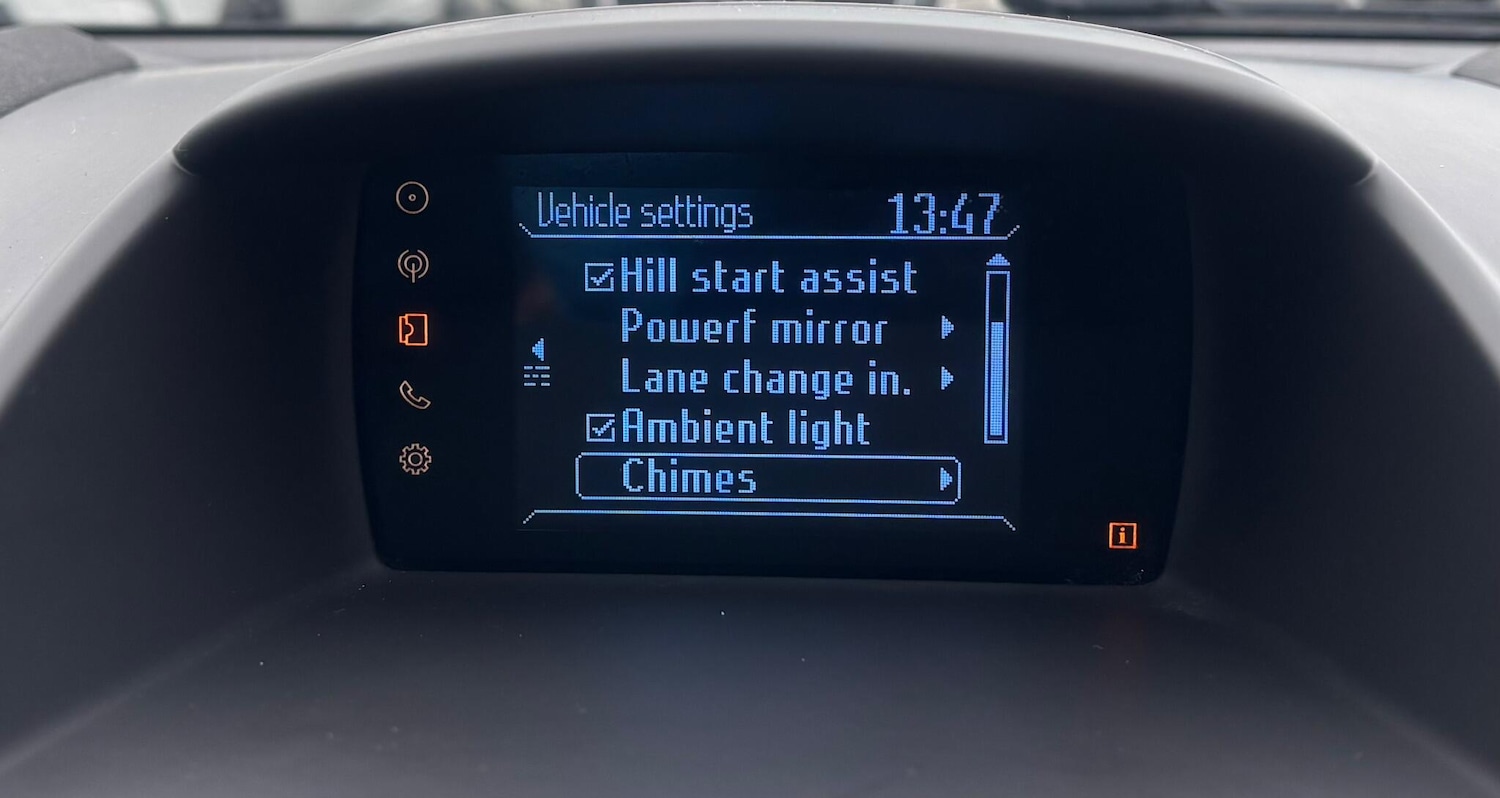 Vehicle settings 13:47
Hill start assist
Powerf mirror
Lane change in.
Ambient light
Chimes
i